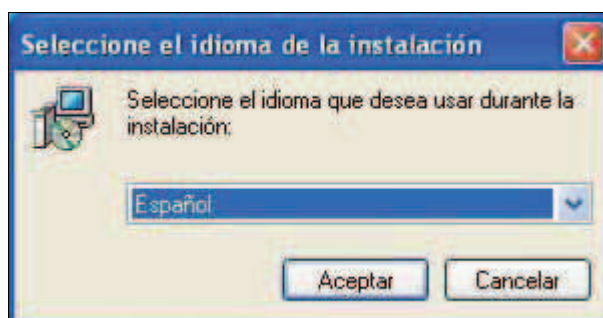 Seleccione el idioma de la instalación
Seleccione el idioma que desea usar durante la
instalación:
Español
Aceptar
Cancelar